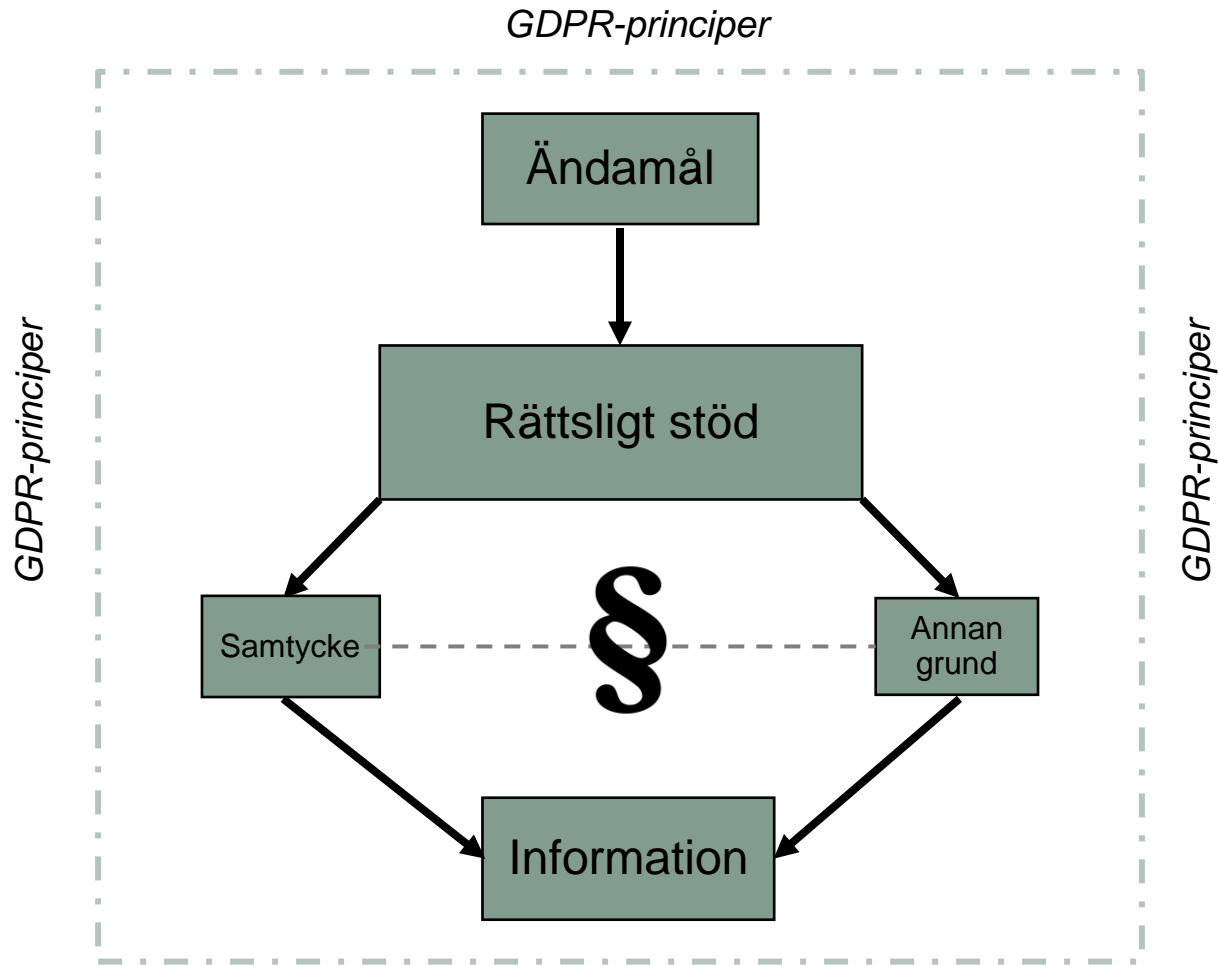 GDPR-principer
Ändamål
GDPR-principer
GDPR-principer
Rättsligt stöd
§
Samtycke
Annan
grund
Information